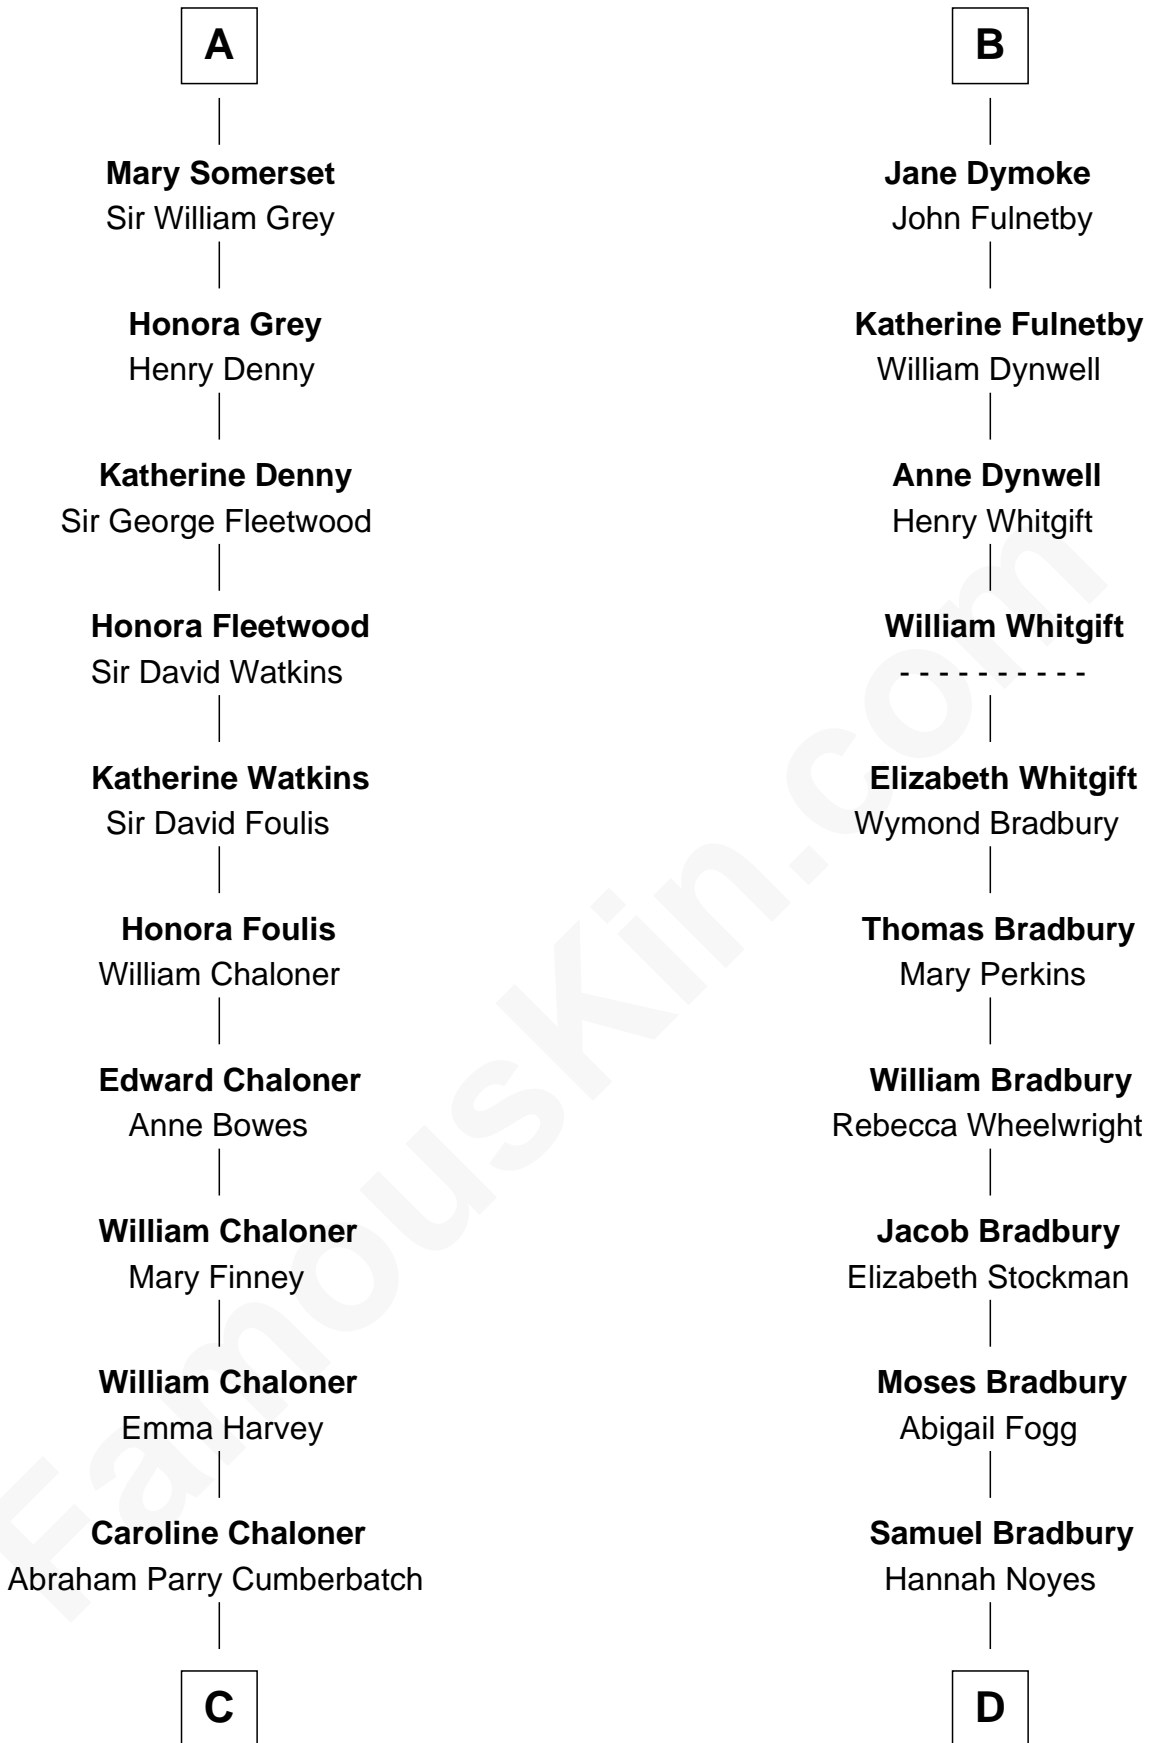 A
Mary Somerset
Sir William Grey
Honora Grey
Henry Denny
Katherine Denny
Sir George Fleetwood
Honora Fleetwood
Sir David Watkins
Katherine Watkins
Sir David Foulis
Honora Foulis
William Chaloner
Edward Chaloner
Anne Bowes
William Chaloner
Mary Finney
William Chaloner
Emma Harvey
Caroline Chaloner
Abraham Parry Cumberbatch
C
B
Jane Dymoke
John Fulnetby
Katherine Fulnetby
William Dynwell
Anne Dynwell
Henry Whitgift
William Whitgift
- - - - - - - - - -
Elizabeth Whitgift
Wymond Bradbury
Thomas Bradbury
Mary Perkins
William Bradbury
Rebecca Wheelwright
Jacob Bradbury
Elizabeth Stockman
Moses Bradbury
Abigail Fogg
Samuel Bradbury
Hannah Noyes
D
FamousKin.com